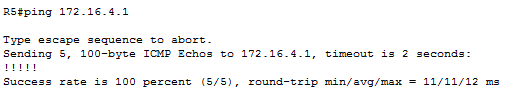 R5#ping 172.16.4.1
Type escape sequence to abort.
Sending 5, 100-byte ICMP Echos to 172.16.4.1, timeout is 2 seconds:
!!!!!
Success rate is 100 percent (5/5), round-trip min/avg/max = 11/11/12 ms